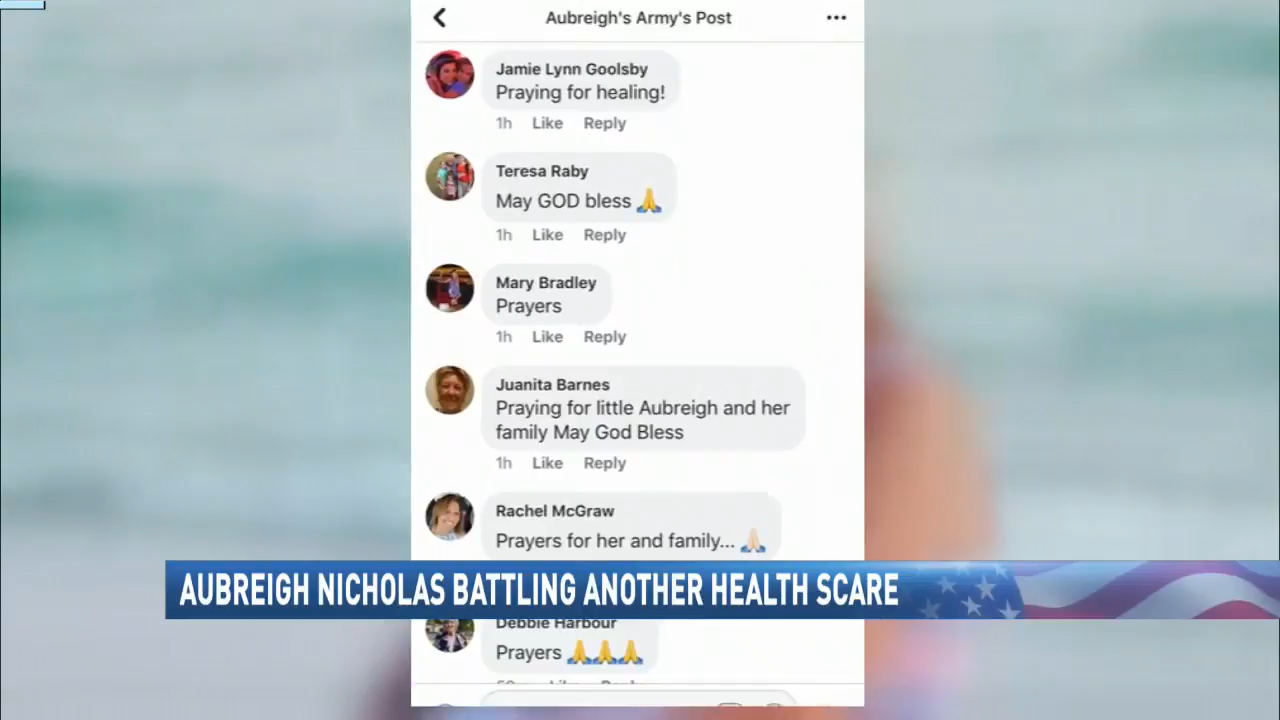 Aubreigh's Army's Post
Jamie Lynn Goolsby
Praying for healing!
1h Like Reply
Teresa Raby
May GOD bless 🙏
1h Like Reply
Mary Bradley
Prayers
1h Like Reply
Juanita Barnes
Praying for little Aubreigh and her
family May God Bless
1h Like Reply
Rachel McGraw
Prayers for her and family... 🙏🏻
AUBREIGH NICHOLAS BATTLING ANOTHER HEALTH SCARE
Debbie Harbour
Prayers 🙏🙏🙏
Like Reply